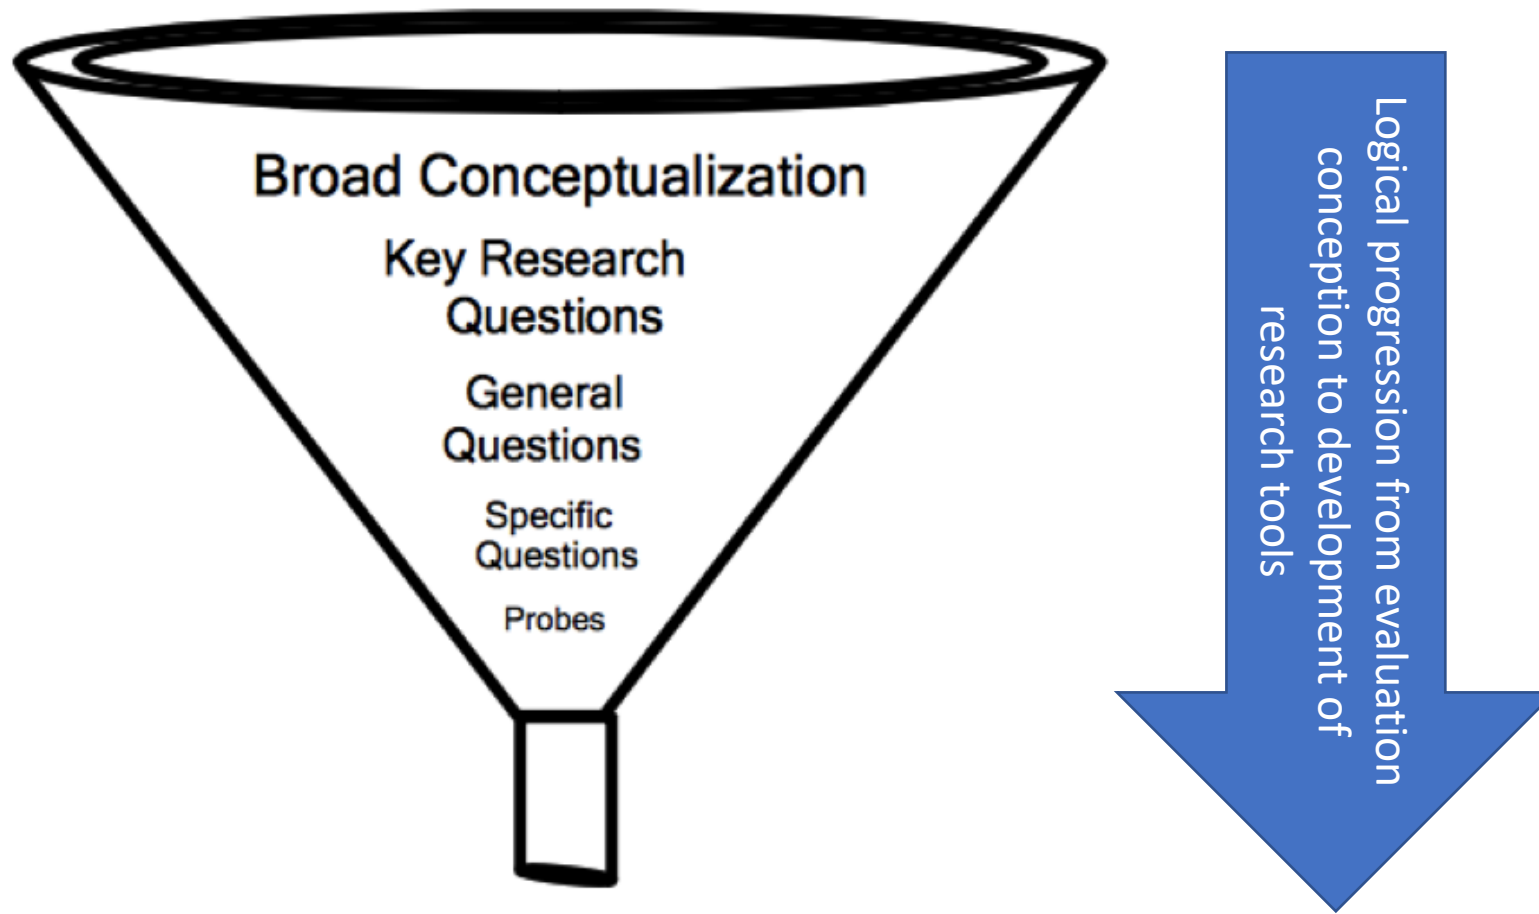 Broad Conceptualization
Key Research
Questions
General
Questions
Specific
Questions
Probes
Logical progression from evaluation
conception to development of
research tools